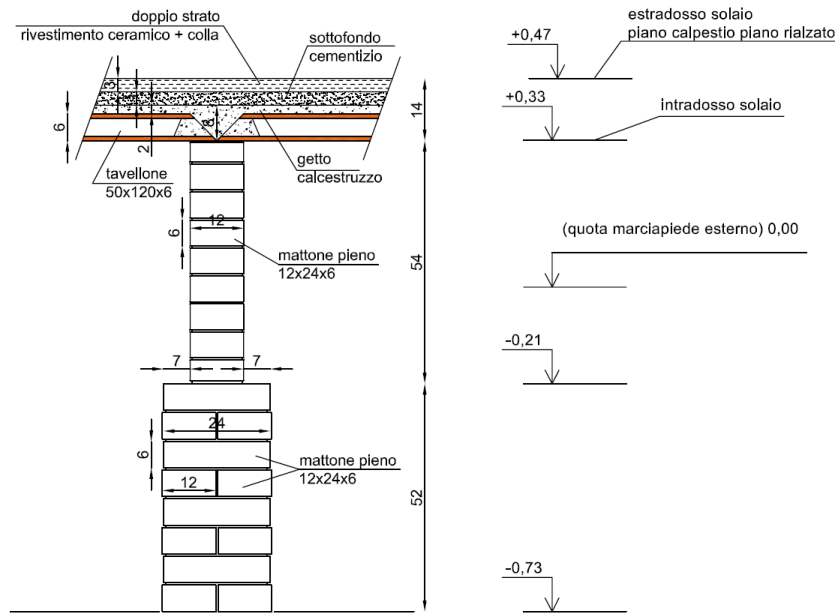 doppio strato
rivestimento ceramico + colla
sottofondo
cementizio
+0,47
estradosso solaio
piano calpestio piano rialzato
3
6
8
2
14
+0,33
intradosso solaio
getto
calcestruzzo
tavellone
50x120x6
12
6
mattone pieno
12x24x6
54
(quota marciapiede esterno) 0,00
-0,21
7
7
24
6
mattone pieno
12x24x6
12
52
-0,73